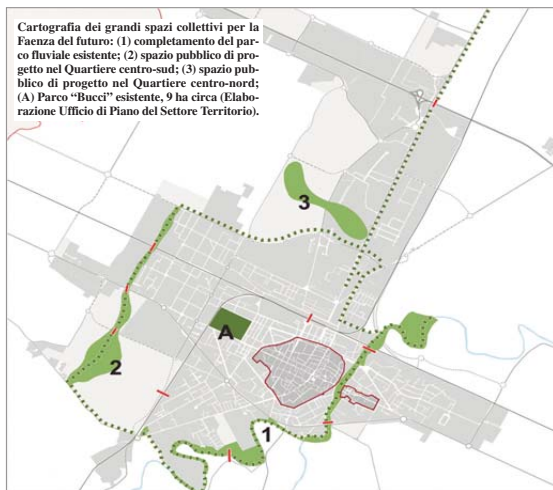 Cartografia dei grandi spazi collettivi per la
Faenza del futuro: (1) completamento del par-
co fluviale esistente; (2) spazio pubblico di pro-
getto nel Quartiere centro-sud; (3) spazio pub-
blico di progetto nel Quartiere centro-nord;
(A) Parco “Bucci” esistente, 9 ha circa (Elabo-
razione Ufficio di Piano del Settore Territorio).
3
A
2
1